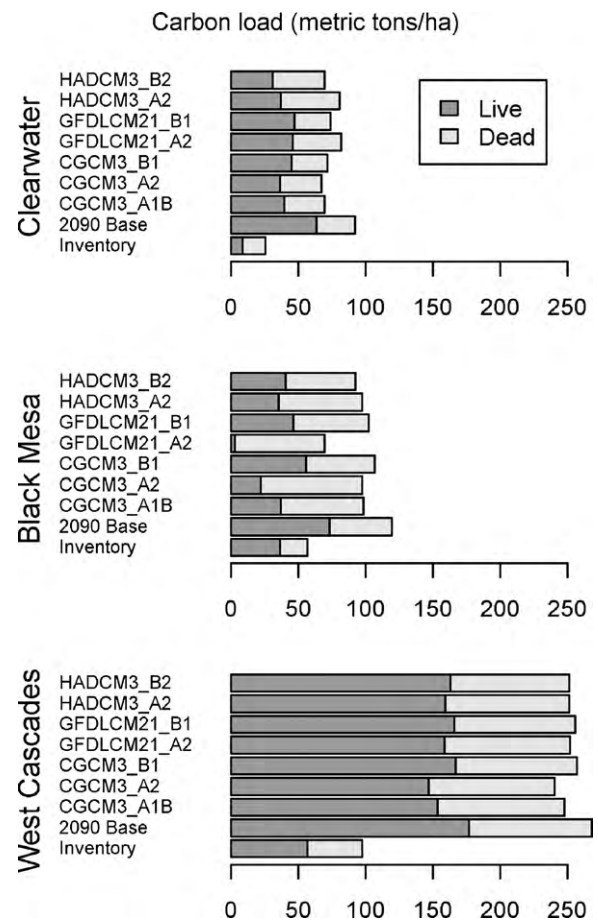 Carbon load (metric tons/ha)
Clearwater
HADCM3_B2
HADCM3_A2
GFDLCM21_B1
GFDLCM21_A2
CGCM3_B1
CGCM3_A2
CGCM3_A1B
2090 Base
Inventory
Live
Dead
0 50 100 150 200 250
Black Mesa
HADCM3_B2
HADCM3_A2
GFDLCM21_B1
GFDLCM21_A2
CGCM3_B1
CGCM3_A2
CGCM3_A1B
2090 Base
Inventory
0 50 100 150 200 250
West Cascades
HADCM3_B2
HADCM3_A2
GFDLCM21_B1
GFDLCM21_A2
CGCM3_B1
CGCM3_A2
CGCM3_A1B
2090 Base
Inventory
0 50 100 150 200 250